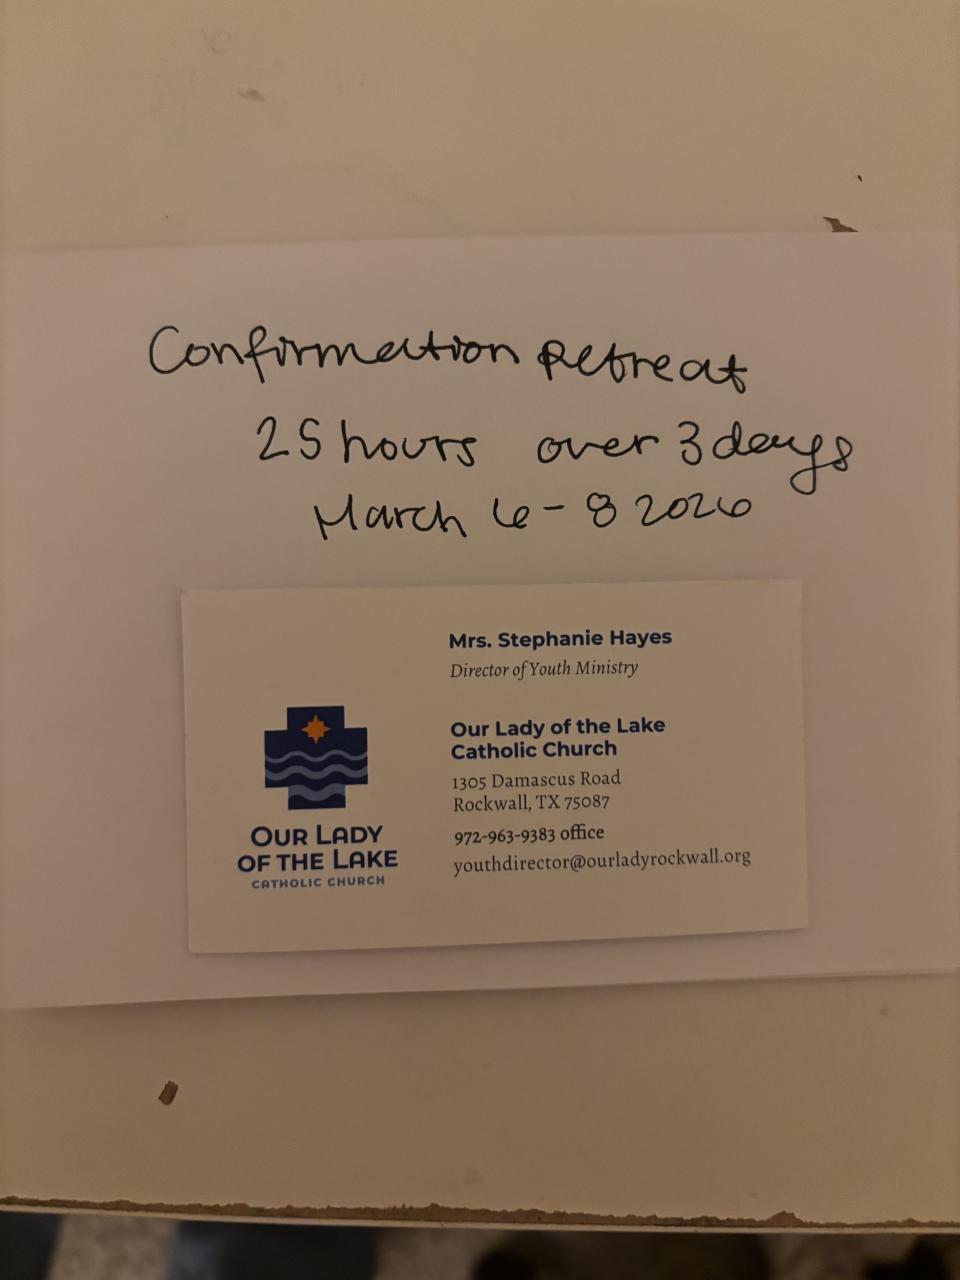 Confirmation Retreat
25 hours over 3 days
March 6-8 2026
Mrs. Stephanie Hayes
Director of Youth Ministry
Our Lady of the Lake
Catholic Church
1305 Damascus Road
Rockwall, TX 75087
972-963-9383 office
youthdirector@ourladyrockwall.org
OUR LADY
OF THE LAKE
CATHOLIC CHURCH